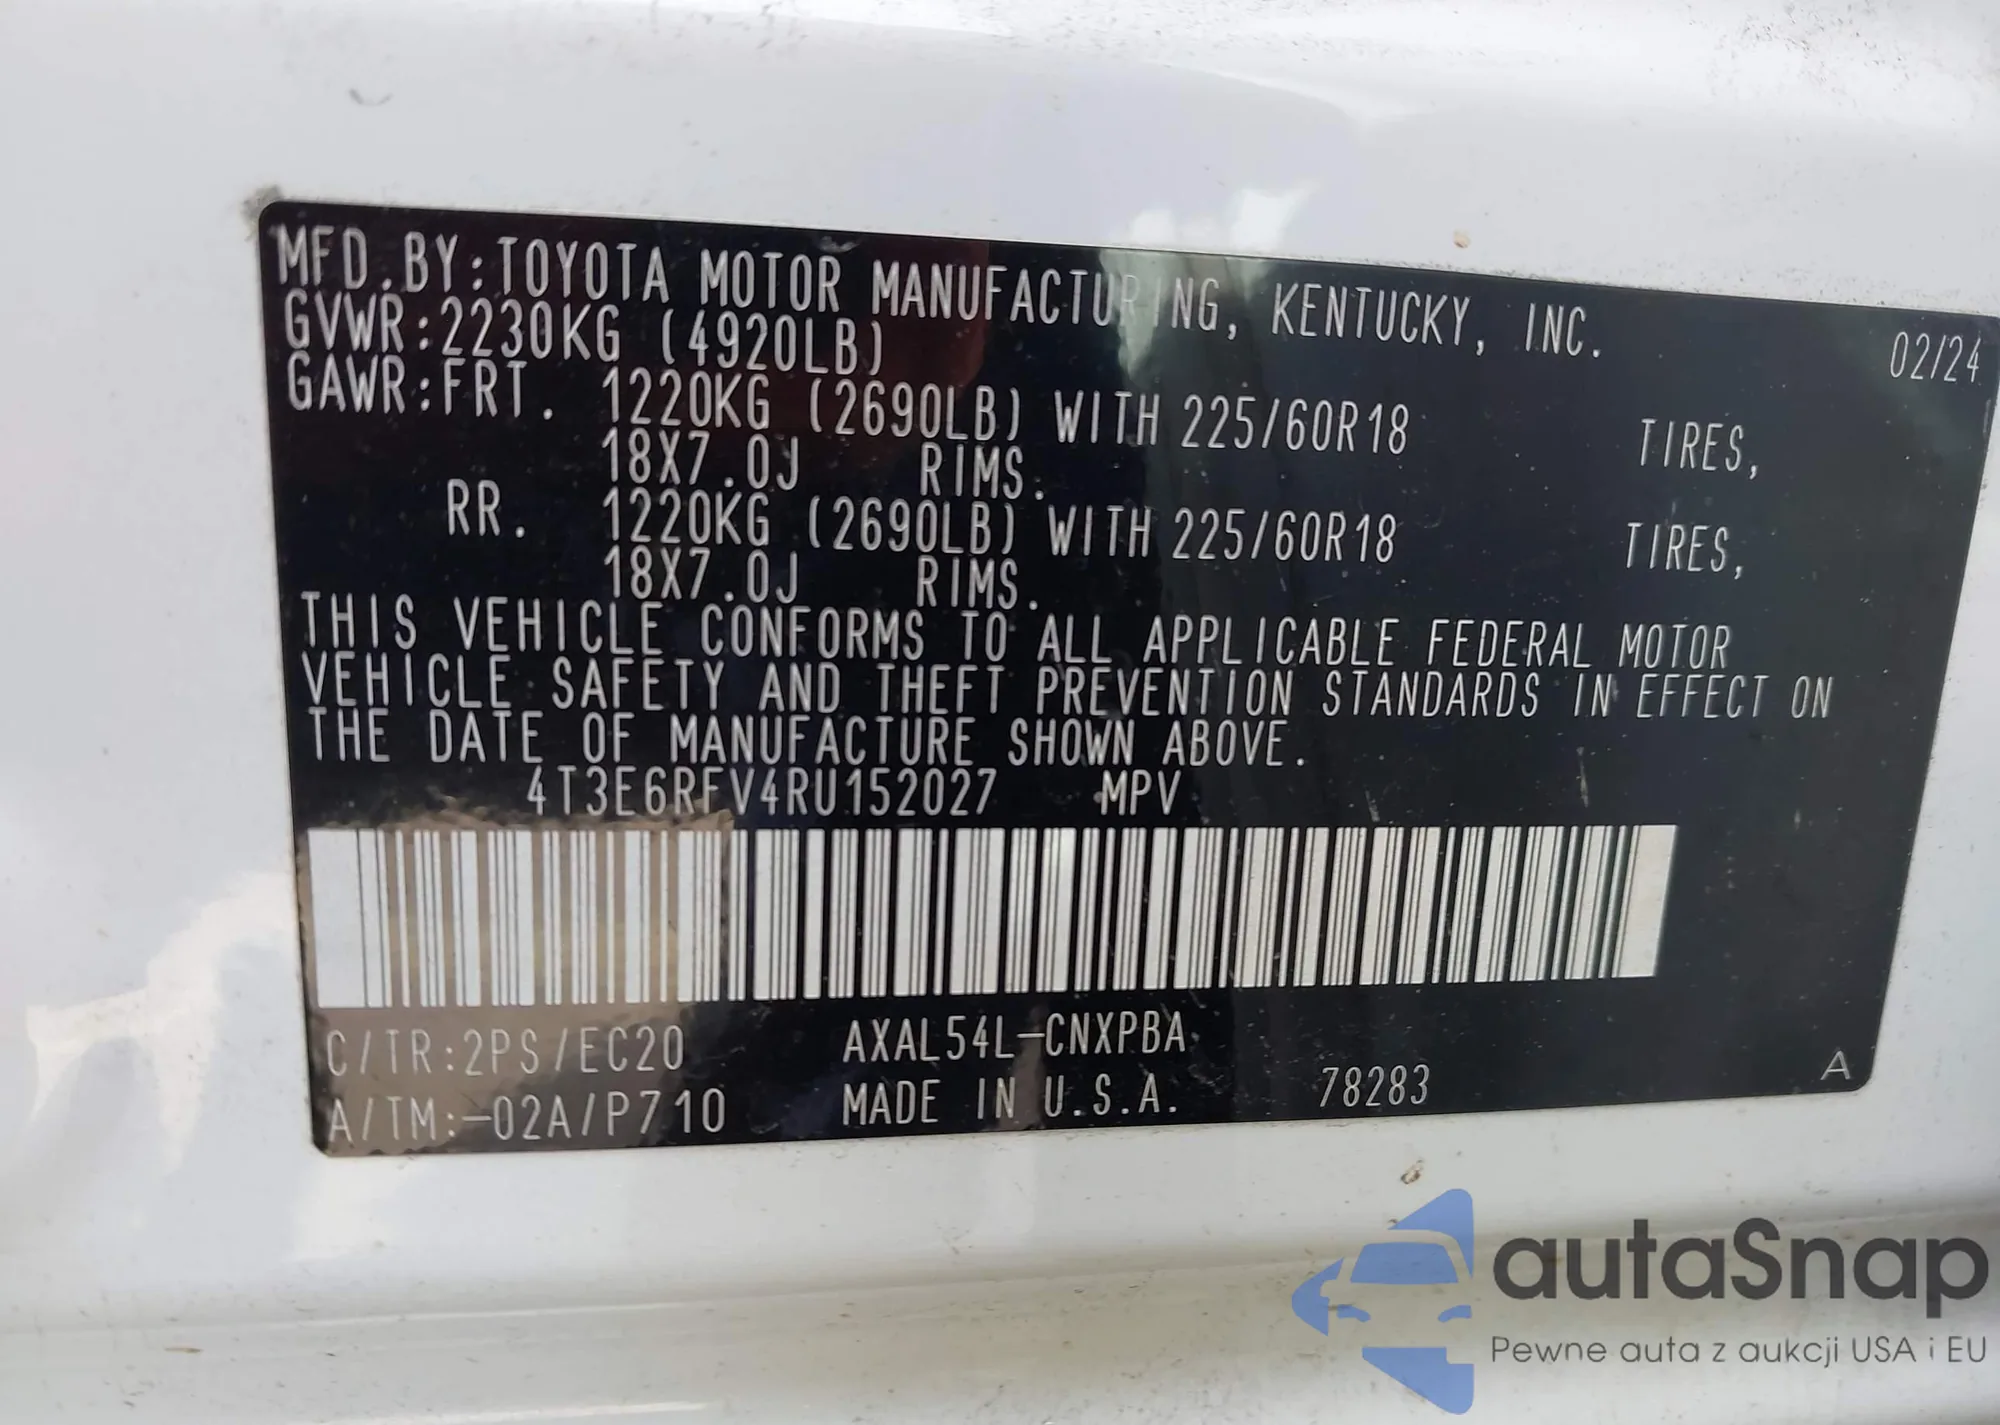 MFD.BY:TOYOTA MOTOR MANUFACTURING, KENTUCKY, INC. 02/24
GVWR:2230KG (4920LB)
GAWR:FRT. 1220KG (2690LB) WITH 225/60R18 TIRES,
18X7.0J RIMS.
RR. 1220KG (2690LB) WITH 225/60R18 TIRES,
18X7.0J RIMS.
THIS VEHICLE CONFORMS TO ALL APPLICABLE FEDERAL MOTOR
VEHICLE SAFETY AND THEFT PREVENTION STANDARDS IN EFFECT ON
THE DATE OF MANUFACTURE SHOWN ABOVE.
4T3E6RFV4RU152027 MPV
C/TR:2PS/EC20 AXAL54L-CNXPBA
A/TM:-02A/P710 MADE IN U.S.A. 78283 A
autaSnap
Pewne auta z aukcji USA i EU